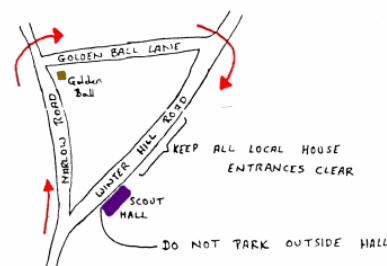 GOLDEN BALL LANE
Golden
Ball
MARLOW ROAD
WINTER HILL ROAD
KEEP ALL LOCAL HOUSE
ENTRANCES CLEAR
SCOUT
HALL
DO NOT PARK OUTSIDE HALL